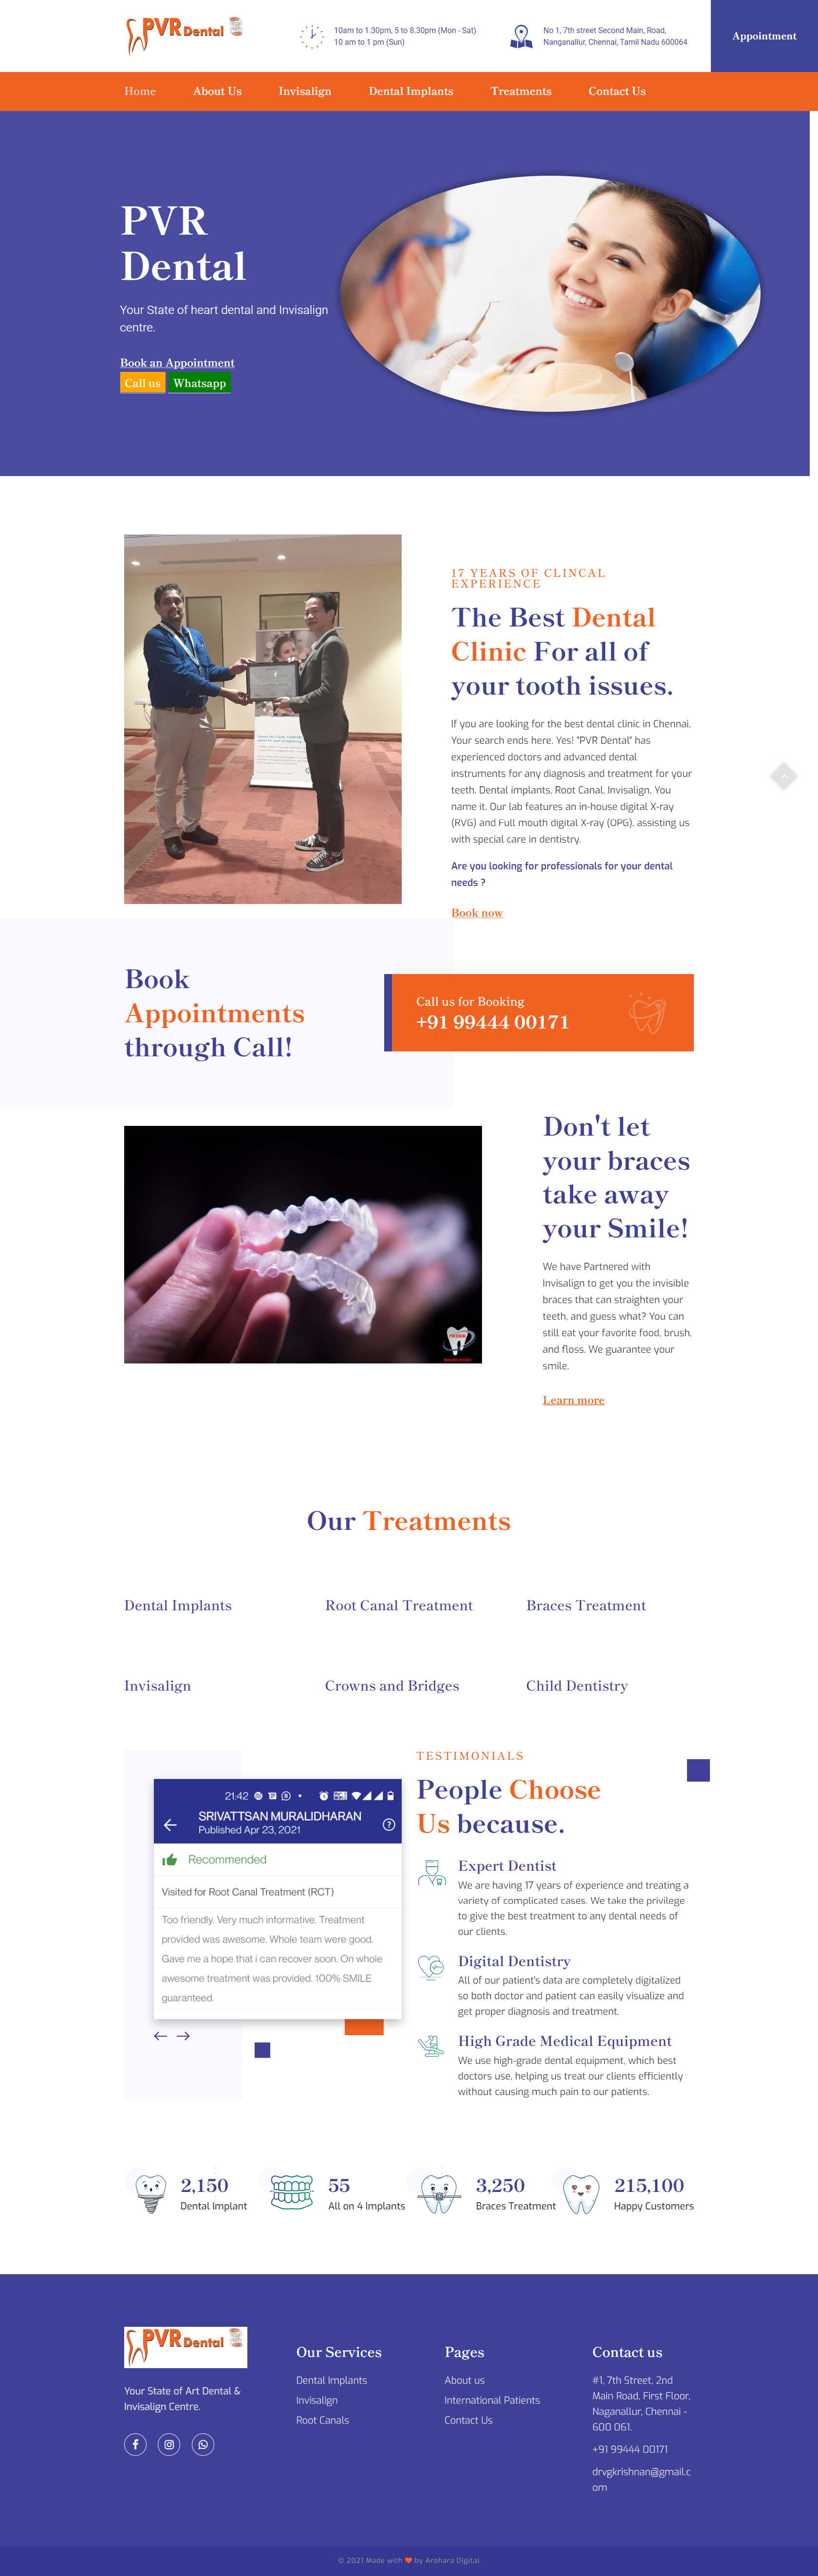 PVR Dental
10am to 1.30pm, 5 to 8.30pm (Mon - Sat)
10 am to 1 pm (Sun)
No 1, 7th street Second Main, Road,
Nanganallur, Chennai, Tamil Nadu 600064
Appointment
Home
About Us
Invisalign
Dental Implants
Treatments
Contact Us
PVR
Dental
Your State of heart dental and Invisalign
centre.
Book an Appointment
Call us
Whatsapp
17 YEARS OF CLINCAL
EXPERIENCE
The Best Dental
Clinic For all of
your tooth issues.
If you are looking for the best dental clinic in Chennai,
Your search ends here. Yes! "PVR Dental" has
experienced doctors and advanced dental
instruments for any diagnosis and treatment for your
teeth. Dental implants, Root Canal, Invisalign, You
name it. Our lab features an in-house digital X-ray
(RVG) and Full mouth digital X-ray (OPG), assisting us
with special care in dentistry.
Are you looking for professionals for your dental
needs ?
Book now
Book
Appointments
through Call!
Call us for Booking
+91 99444 00171
Don't let
your braces
take away
your Smile!
We have Partnered with
Invisalign to get you the invisible
braces that can straighten your
teeth, and guess what? You can
still eat your favorite food, brush,
and floss. We guarantee your
smile.
Learn more
Our Treatments
Dental Implants
Root Canal Treatment
Braces Treatment
Invisalign
Crowns and Bridges
Child Dentistry
21:42
SRIVATTSAN MURALIDHARAN
Published Apr 23, 2021
Recommended
Visited for Root Canal Treatment (RCT)
Too friendly. Very much informative. Treatment
provided was awesome. Whole team were good.
Gave me a hope that i can recover soon. On whole
awesome treatment was provided. 100% SMILE
guaranteed.
TESTIMONIALS
People Choose
Us because.
Expert Dentist
We are having 17 years of experience and treating a
variety of complicated cases. We take the privilege
to give the best treatment to any dental needs of
our clients.
Digital Dentistry
All of our patient's data are completely digitalized
so both doctor and patient can easily visualize and
get proper diagnosis and treatment.
High Grade Medical Equipment
We use high-grade dental equipment, which best
doctors use, helping us treat our clients efficiently
without causing much pain to our patients.
2,150
Dental Implant
55
All on 4 Implants
3,250
Braces Treatment
215,100
Happy Customers
PVR Dental
Your State of Art Dental &
Invisalign Centre.
Our Services
Dental Implants
Invisalign
Root Canals
Pages
About us
International Patients
Contact Us
Contact us
#1, 7th Street, 2nd
Main Road, First Floor,
Naganallur, Chennai -
600 061.
+91 99444 00171
drvgkrishnan@gmail.c
om
© 2021 Made with ❤ by Arohara Digital